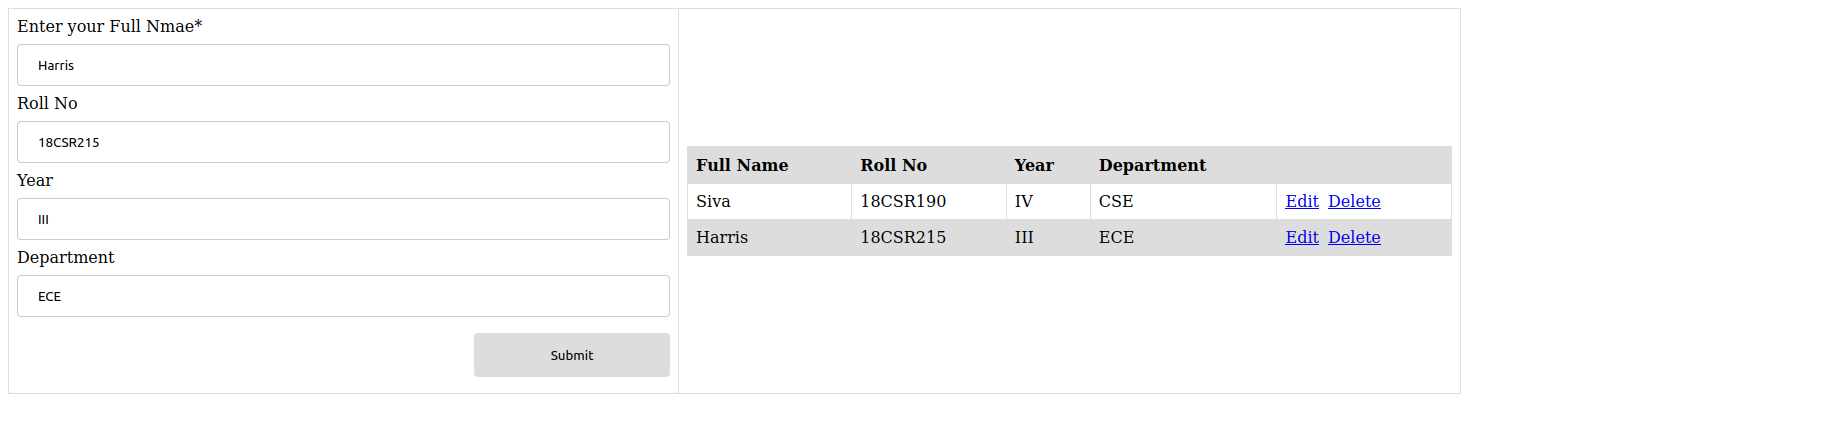 Enter your Full Nmae*
Harris
Roll No
18CSR215
Year
III
Department
ECE
Submit
Full Name Roll No Year Department
Siva 18CSR190 IV CSE Edit Delete
Harris 18CSR215 III ECE Edit Delete